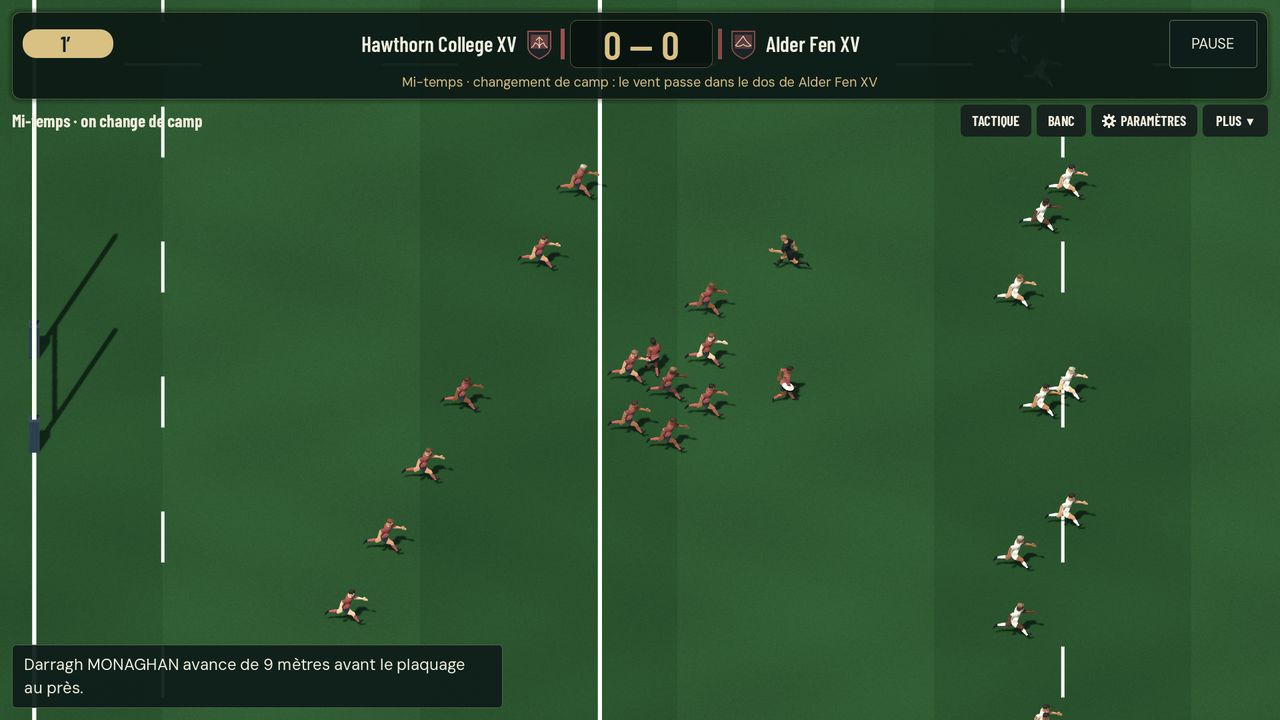 1′
Hawthorn College XV
0 – 0
Alder Fen XV
PAUSE
Mi-temps · changement de camp : le vent passe dans le dos de Alder Fen XV
Mi-temps · on change de camp
TACTIQUE
BANC
PARAMÈTRES
PLUS ▾
Darragh MONAGHAN avance de 9 mètres avant le plaquage
au près.